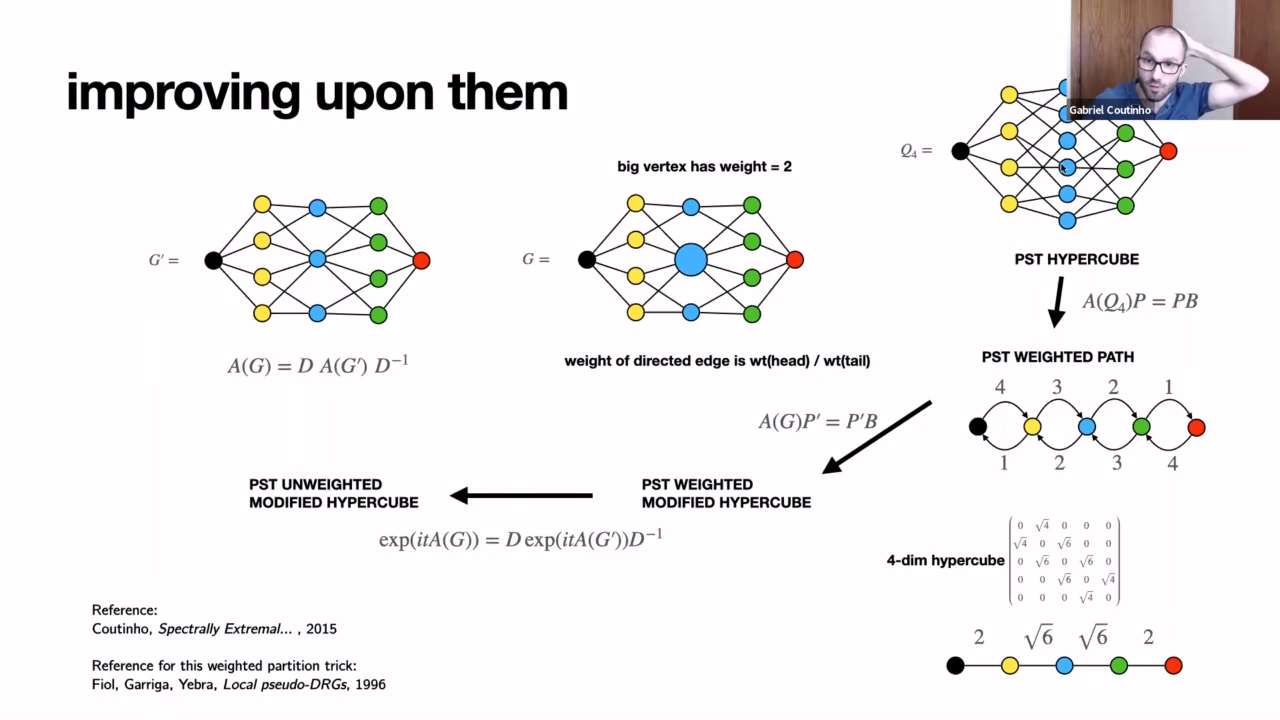 improving upon them
Gabriel Coutinho
Q₄ =
big vertex has weight = 2
G′ =
G =
PST HYPERCUBE
A(Q₄)P = PB
A(G) = D A(G′) D⁻¹
weight of directed edge is wt(head) / wt(tail)
PST WEIGHTED PATH
4 3 2 1
1 2 3 4
A(G)P′ = P′B
PST UNWEIGHTED
MODIFIED HYPERCUBE
PST WEIGHTED
MODIFIED HYPERCUBE
exp(itA(G)) = D exp(itA(G′))D⁻¹
4-dim hypercube
0 √4 0 0 0
√4 0 √6 0 0
0 √6 0 √6 0
0 0 √6 0 √4
0 0 0 √4 0
2 √6 √6 2
Reference:
Coutinho, Spectrally Extremal... , 2015
Reference for this weighted partition trick:
Fiol, Garriga, Yebra, Local pseudo-DRGs, 1996